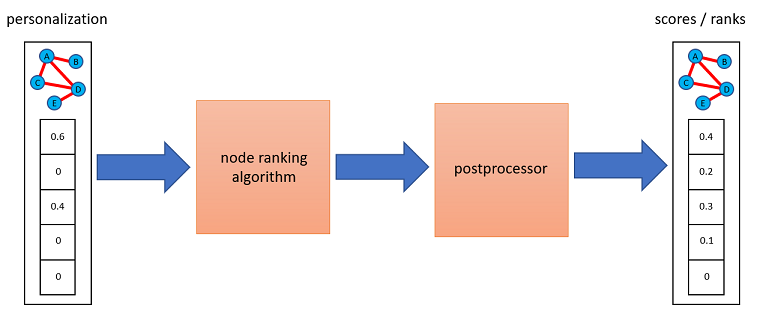 personalization
scores / ranks
A
B
C
D
E
0.6
0
0.4
0
0
node ranking
algorithm
postprocessor
A
B
C
D
E
0.4
0.2
0.3
0.1
0